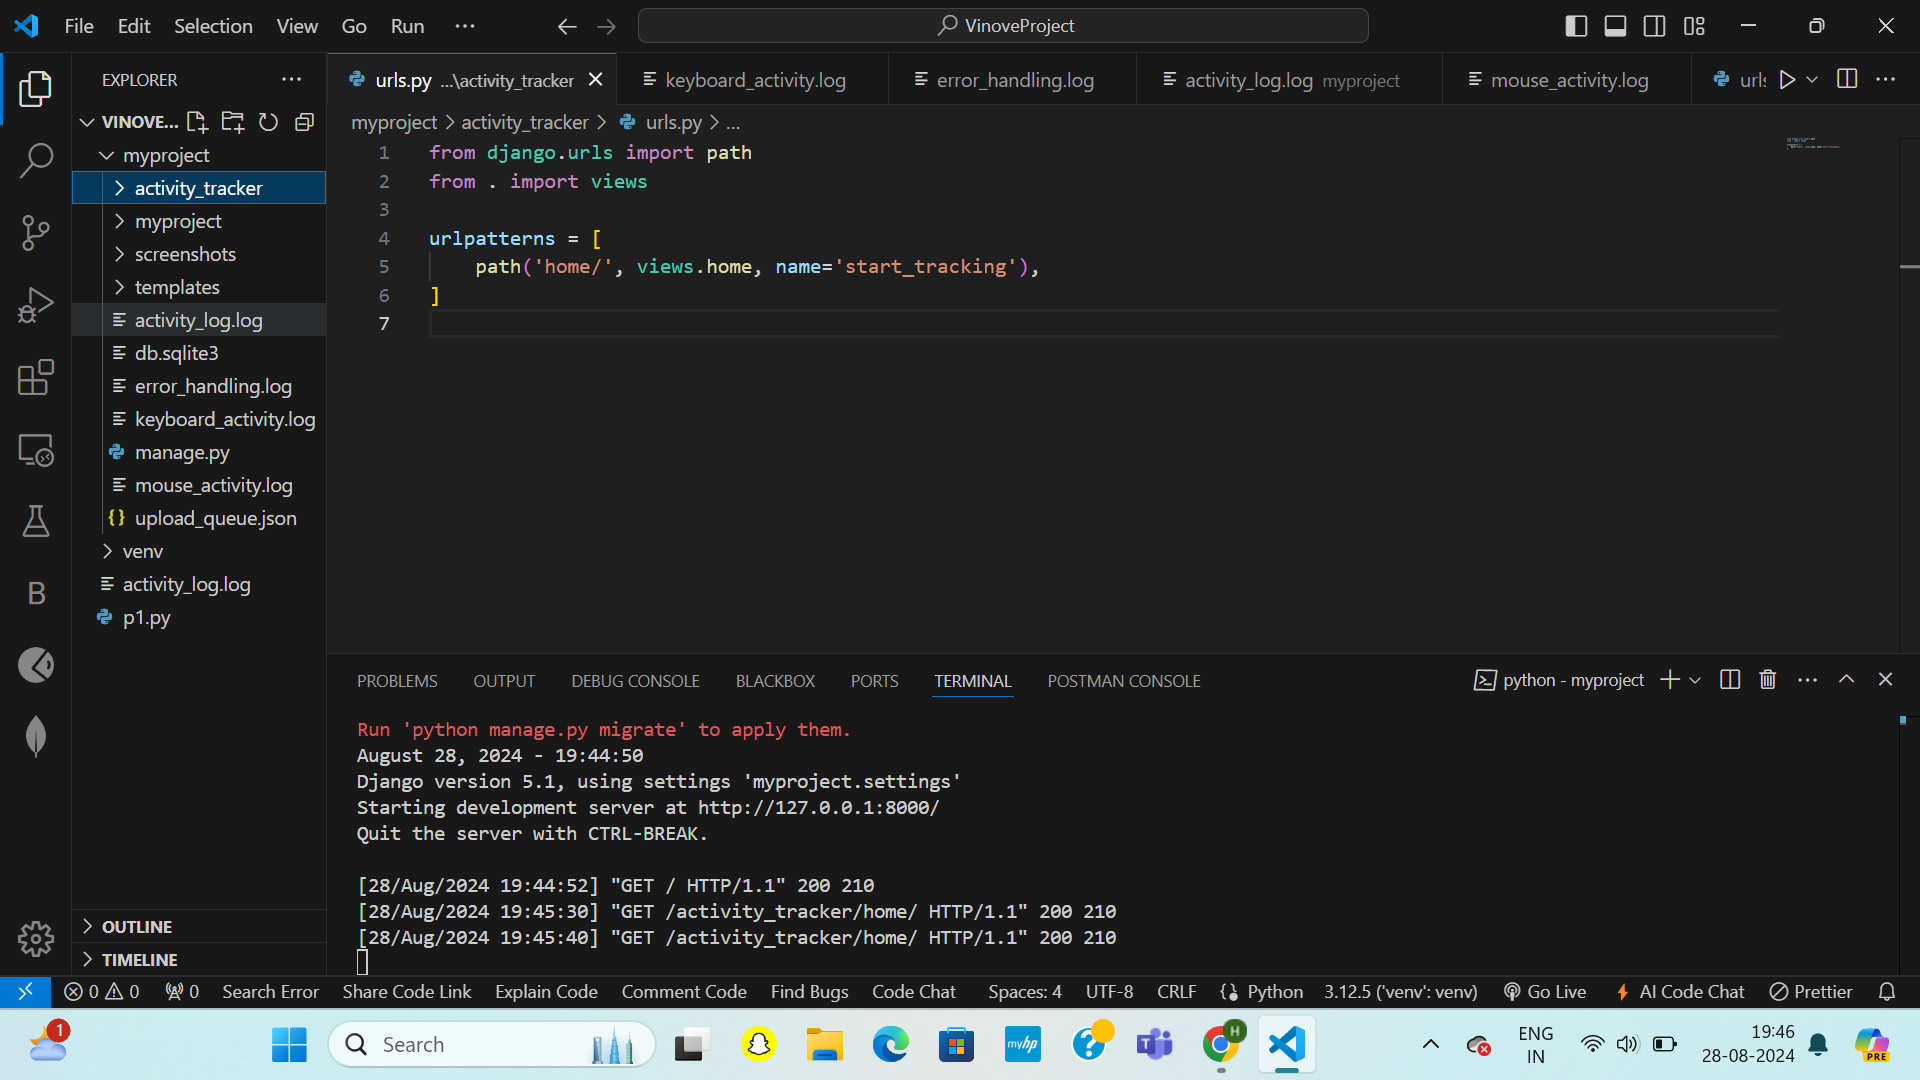 File Edit Selection View Go Run ... VinoveProject
EXPLORER
urls.py ...\activity_tracker keyboard_activity.log error_handling.log activity_log.log myproject mouse_activity.log urls
VINOVE...
myproject > activity_tracker > urls.py > ...
myproject
activity_tracker
myproject
screenshots
templates
activity_log.log
db.sqlite3
error_handling.log
keyboard_activity.log
manage.py
mouse_activity.log
{} upload_queue.json
venv
activity_log.log
p1.py
OUTLINE
TIMELINE
1 from django.urls import path
2 from . import views
3
4 urlpatterns = [
5 path('home/', views.home, name='start_tracking'),
6 ]
7
PROBLEMS OUTPUT DEBUG CONSOLE BLACKBOX PORTS TERMINAL POSTMAN CONSOLE python - myproject
Run 'python manage.py migrate' to apply them.
August 28, 2024 - 19:44:50
Django version 5.1, using settings 'myproject.settings'
Starting development server at http://127.0.0.1:8000/
Quit the server with CTRL-BREAK.
[28/Aug/2024 19:44:52] "GET / HTTP/1.1" 200 210
[28/Aug/2024 19:45:30] "GET /activity_tracker/home/ HTTP/1.1" 200 210
[28/Aug/2024 19:45:40] "GET /activity_tracker/home/ HTTP/1.1" 200 210
B
0 0 0 Search Error Share Code Link Explain Code Comment Code Find Bugs Code Chat Spaces: 4 UTF-8 CRLF Python 3.12.5 ('venv': venv) Go Live AI Code Chat Prettier
1 Search myhp ? H ENG 19:46
IN 28-08-2024 PRE